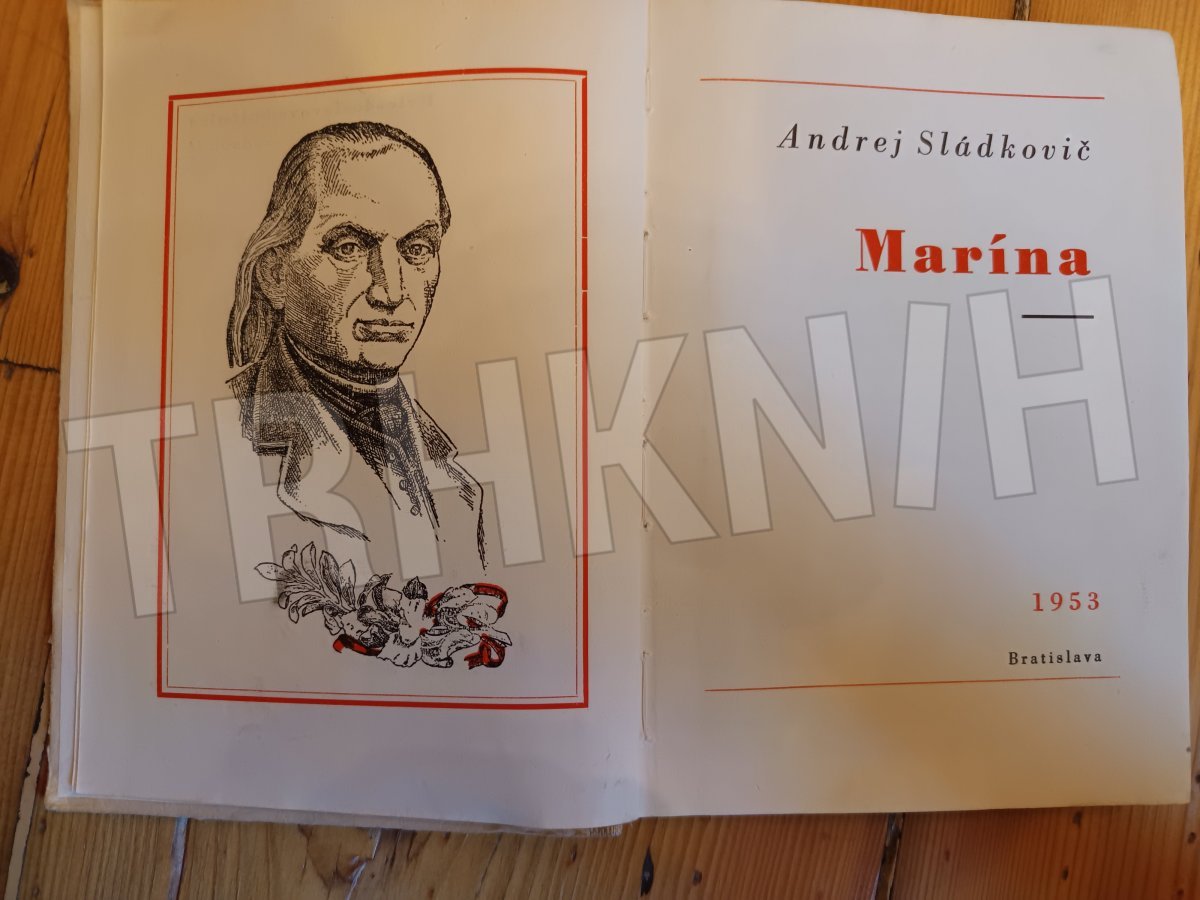 Andrej Sládkovič
Marína
TRHKNIH
1953
Bratislava